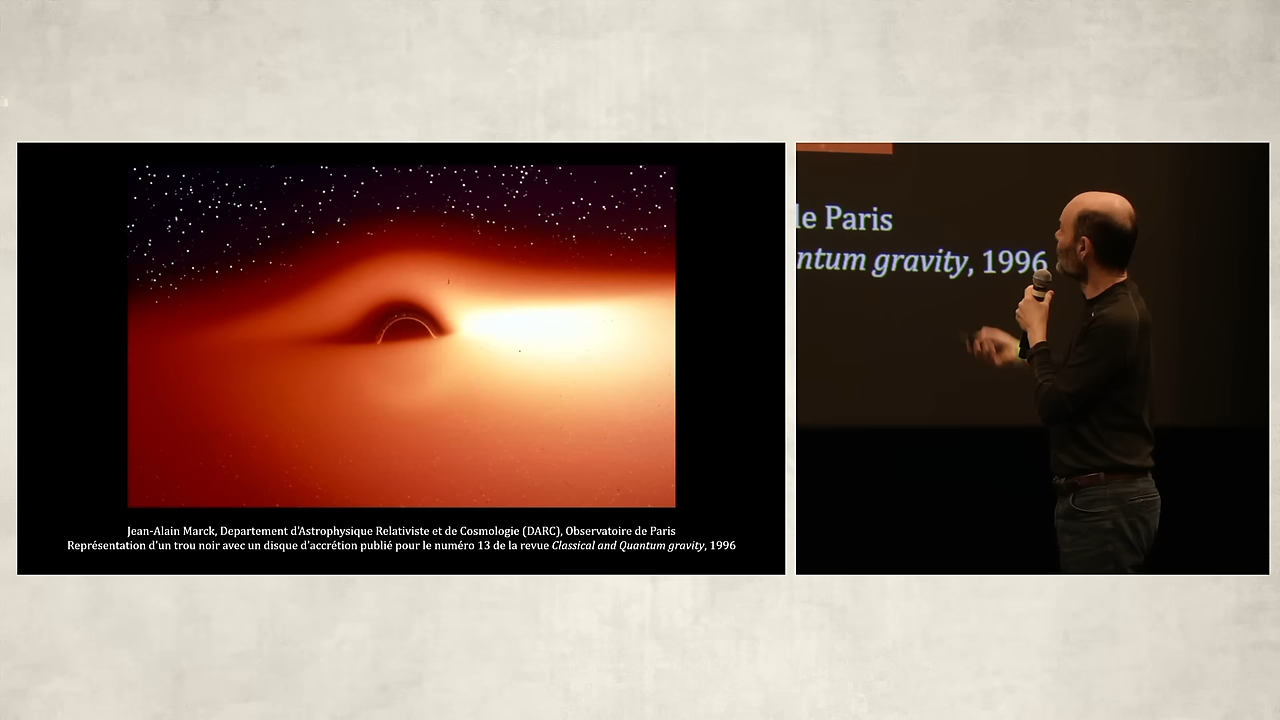 Jean-Alain Marck, Departement d'Astrophysique Relativiste et de Cosmologie (DARC), Observatoire de Paris
Représentation d'un trou noir avec un disque d'accrétion publié pour le numéro 13 de la revue Classical and Quantum gravity, 1996
le Paris
ntum gravity, 1996